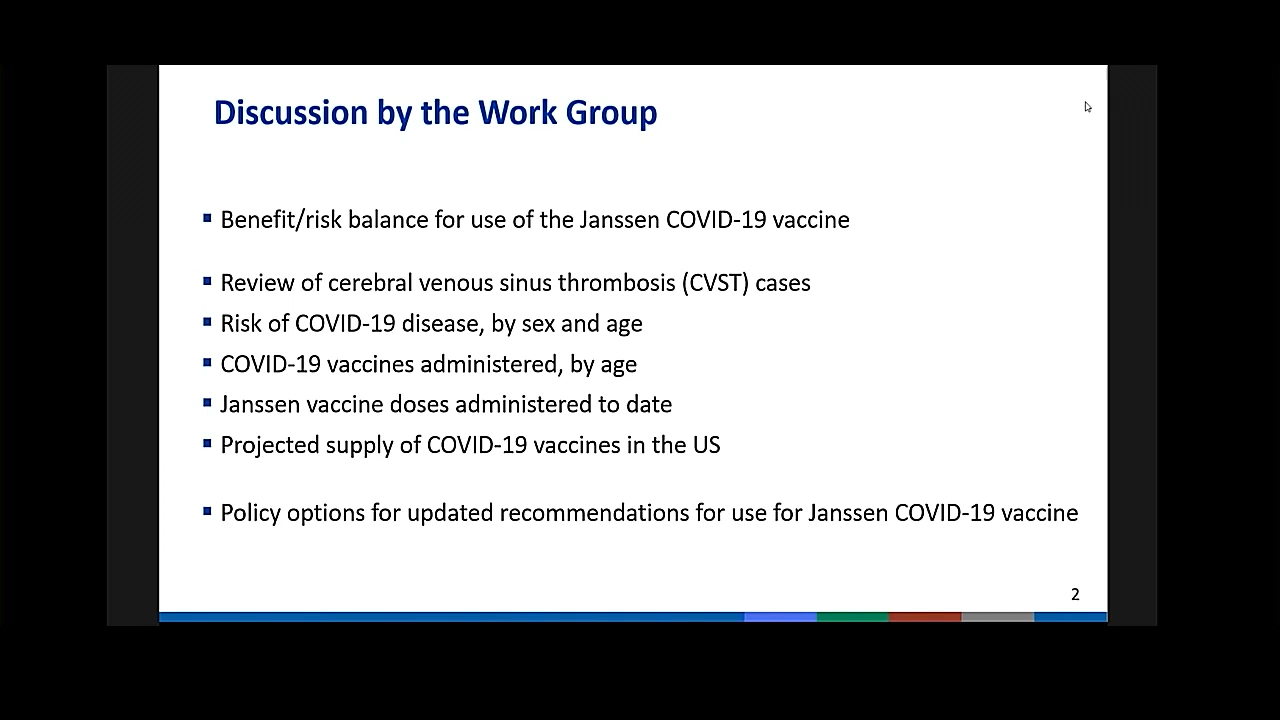 Discussion by the Work Group
▪ Benefit/risk balance for use of the Janssen COVID-19 vaccine
▪ Review of cerebral venous sinus thrombosis (CVST) cases
▪ Risk of COVID-19 disease, by sex and age
▪ COVID-19 vaccines administered, by age
▪ Janssen vaccine doses administered to date
▪ Projected supply of COVID-19 vaccines in the US
▪ Policy options for updated recommendations for use for Janssen COVID-19 vaccine
2